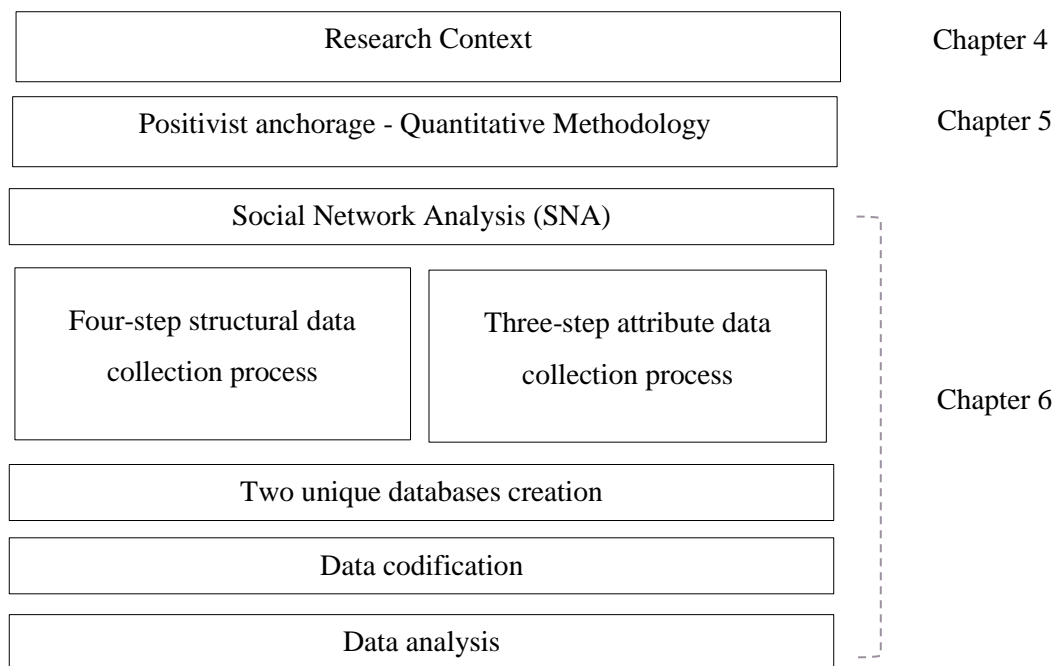 Research Context
Chapter 4
Positivist anchorage - Quantitative Methodology
Chapter 5
Social Network Analysis (SNA)
Four-step structural data
collection process
Three-step attribute data
collection process
Chapter 6
Two unique databases creation
Data codification
Data analysis